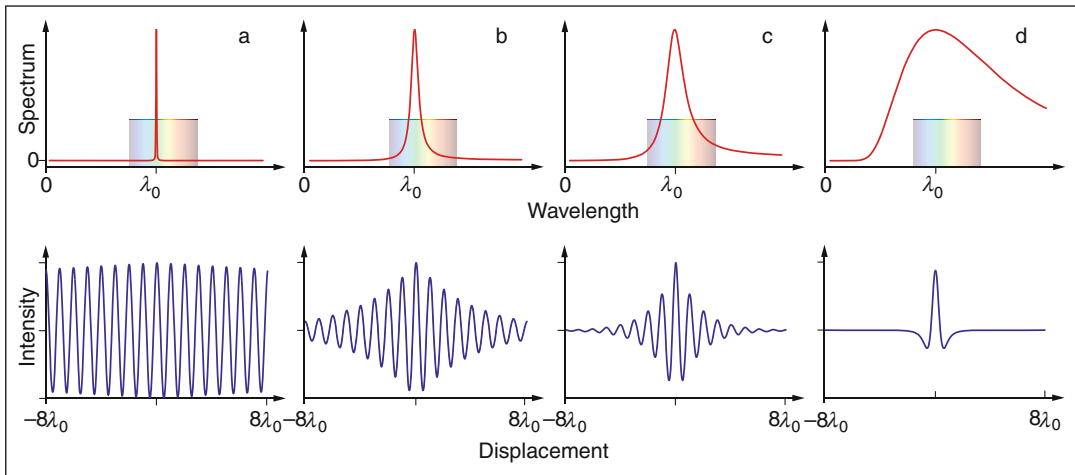 a b c d
Spectrum
0
0 λ₀ 0 λ₀ 0 λ₀ 0 λ₀
Wavelength
Intensity
−8λ₀ 8λ₀ −8λ₀ 8λ₀ −8λ₀ 8λ₀ −8λ₀ 8λ₀
Displacement